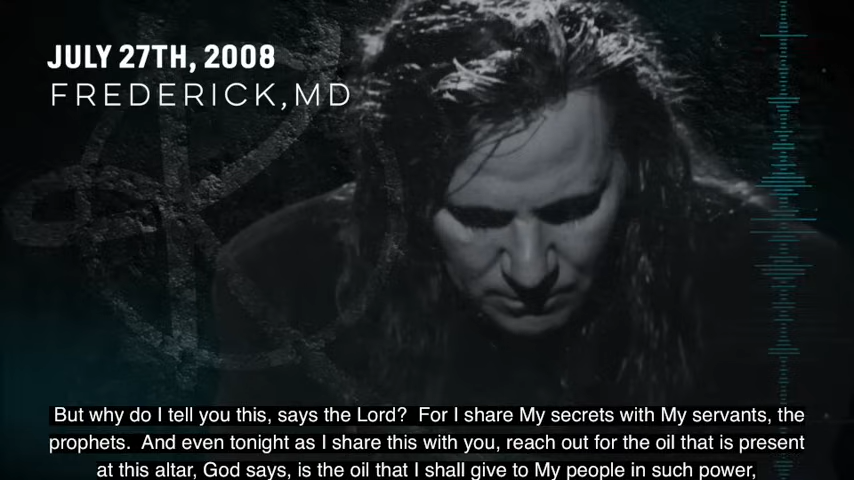 JULY 27TH, 2008
FREDERICK,MD
But why do I tell you this, says the Lord?  For I share My secrets with My servants, the
prophets.  And even tonight as I share this with you, reach out for the oil that is present
at this altar, God says, is the oil that I shall give to My people in such power,